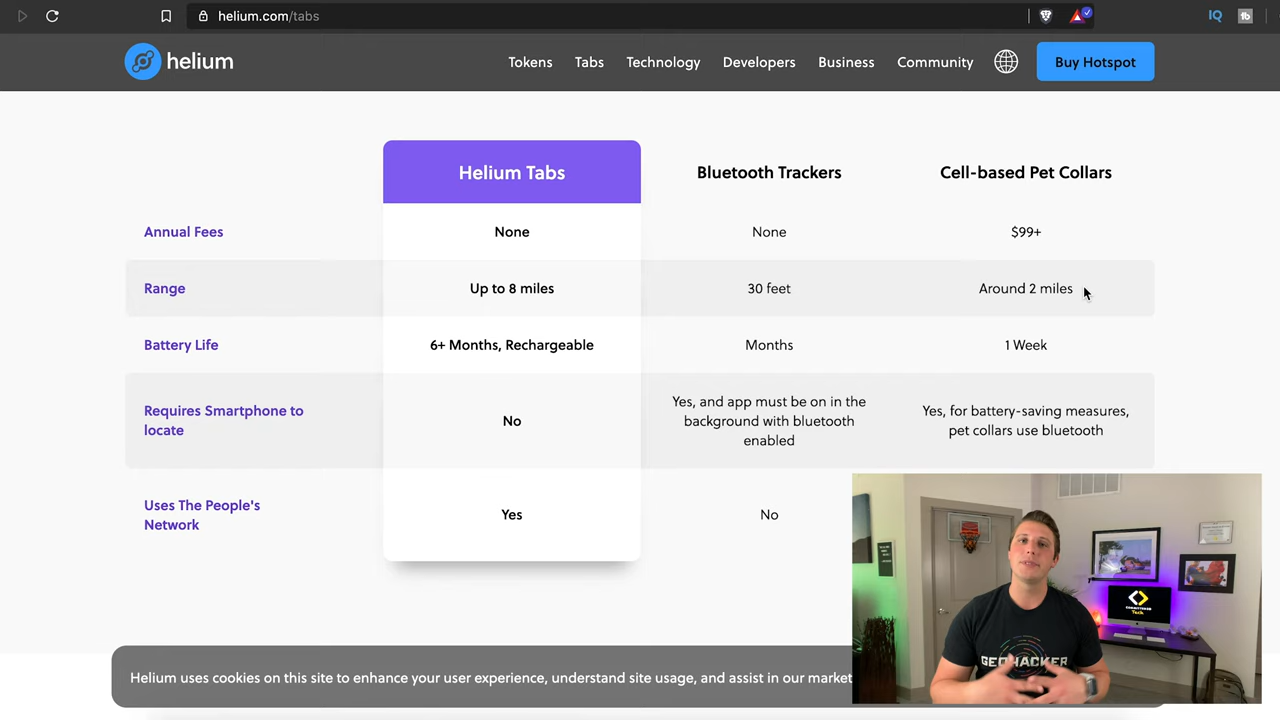 helium.com/tabs
IQ
tb
helium
Tokens
Tabs
Technology
Developers
Business
Community
Buy Hotspot
Helium Tabs
Bluetooth Trackers
Cell-based Pet Collars
Annual Fees
None
None
$99+
Range
Up to 8 miles
30 feet
Around 2 miles
Battery Life
6+ Months, Rechargeable
Months
1 Week
Requires Smartphone to
locate
No
Yes, and app must be on in the
background with bluetooth
enabled
Yes, for battery-saving measures,
pet collars use bluetooth
Uses The People's
Network
Yes
No
Helium uses cookies on this site to enhance your user experience, understand site usage, and assist in our market
COMMITTERED
Tech
GEOHACKER